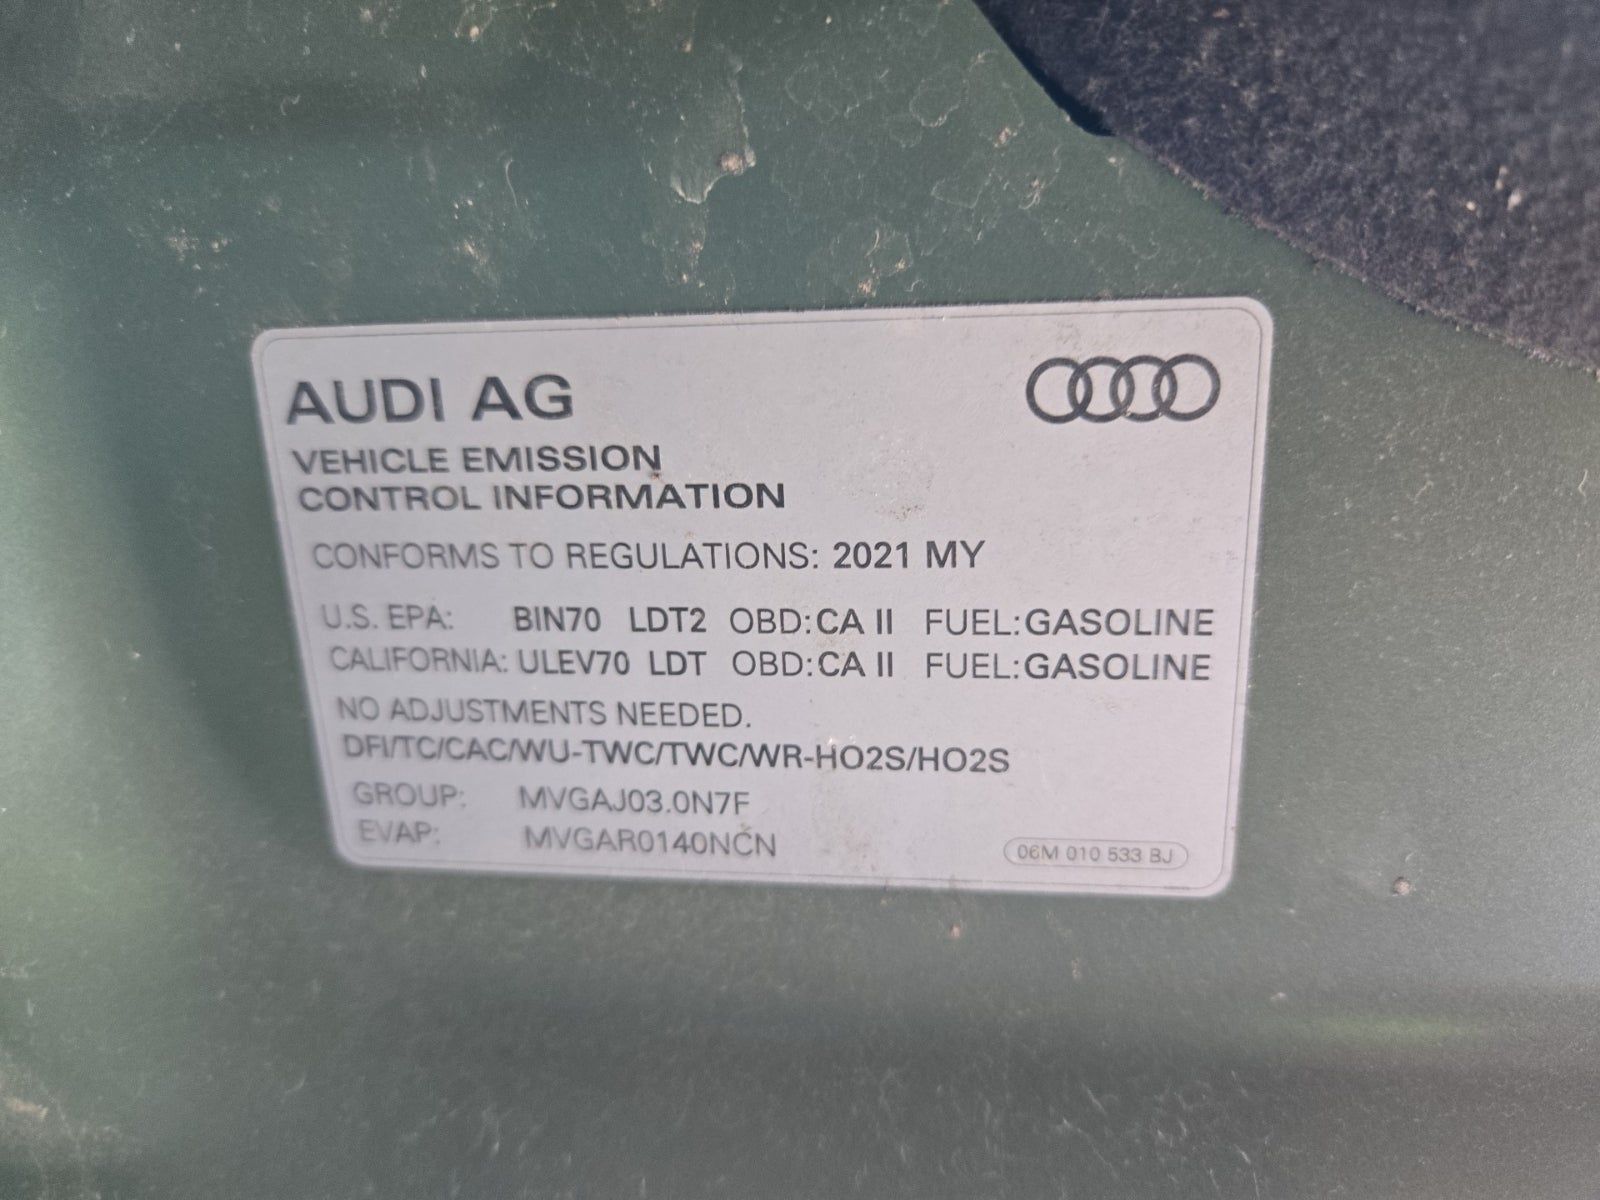 AUDI AG
VEHICLE EMISSION
CONTROL INFORMATION
CONFORMS TO REGULATIONS: 2021 MY
U.S. EPA: BIN70 LDT2 OBD:CA II FUEL:GASOLINE
CALIFORNIA: ULEV70 LDT OBD:CA II FUEL:GASOLINE
NO ADJUSTMENTS NEEDED.
DFI/TC/CAC/WU-TWC/TWC/WR-HO2S/HO2S
GROUP: MVGAJ03.0N7F
EVAP: MVGAR0140NCN
06M 010 533 BJ